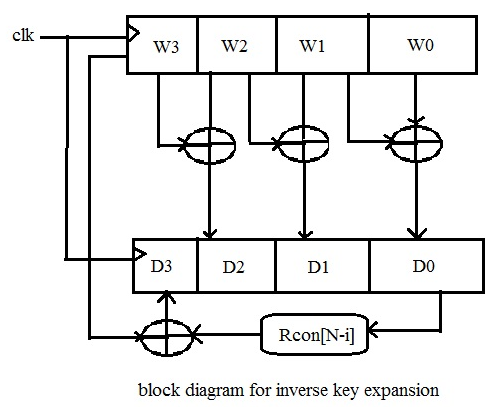 clk
W3 W2 W1 W0
D3 D2 D1 D0
Rcon[N-i]
block diagram for inverse key expansion